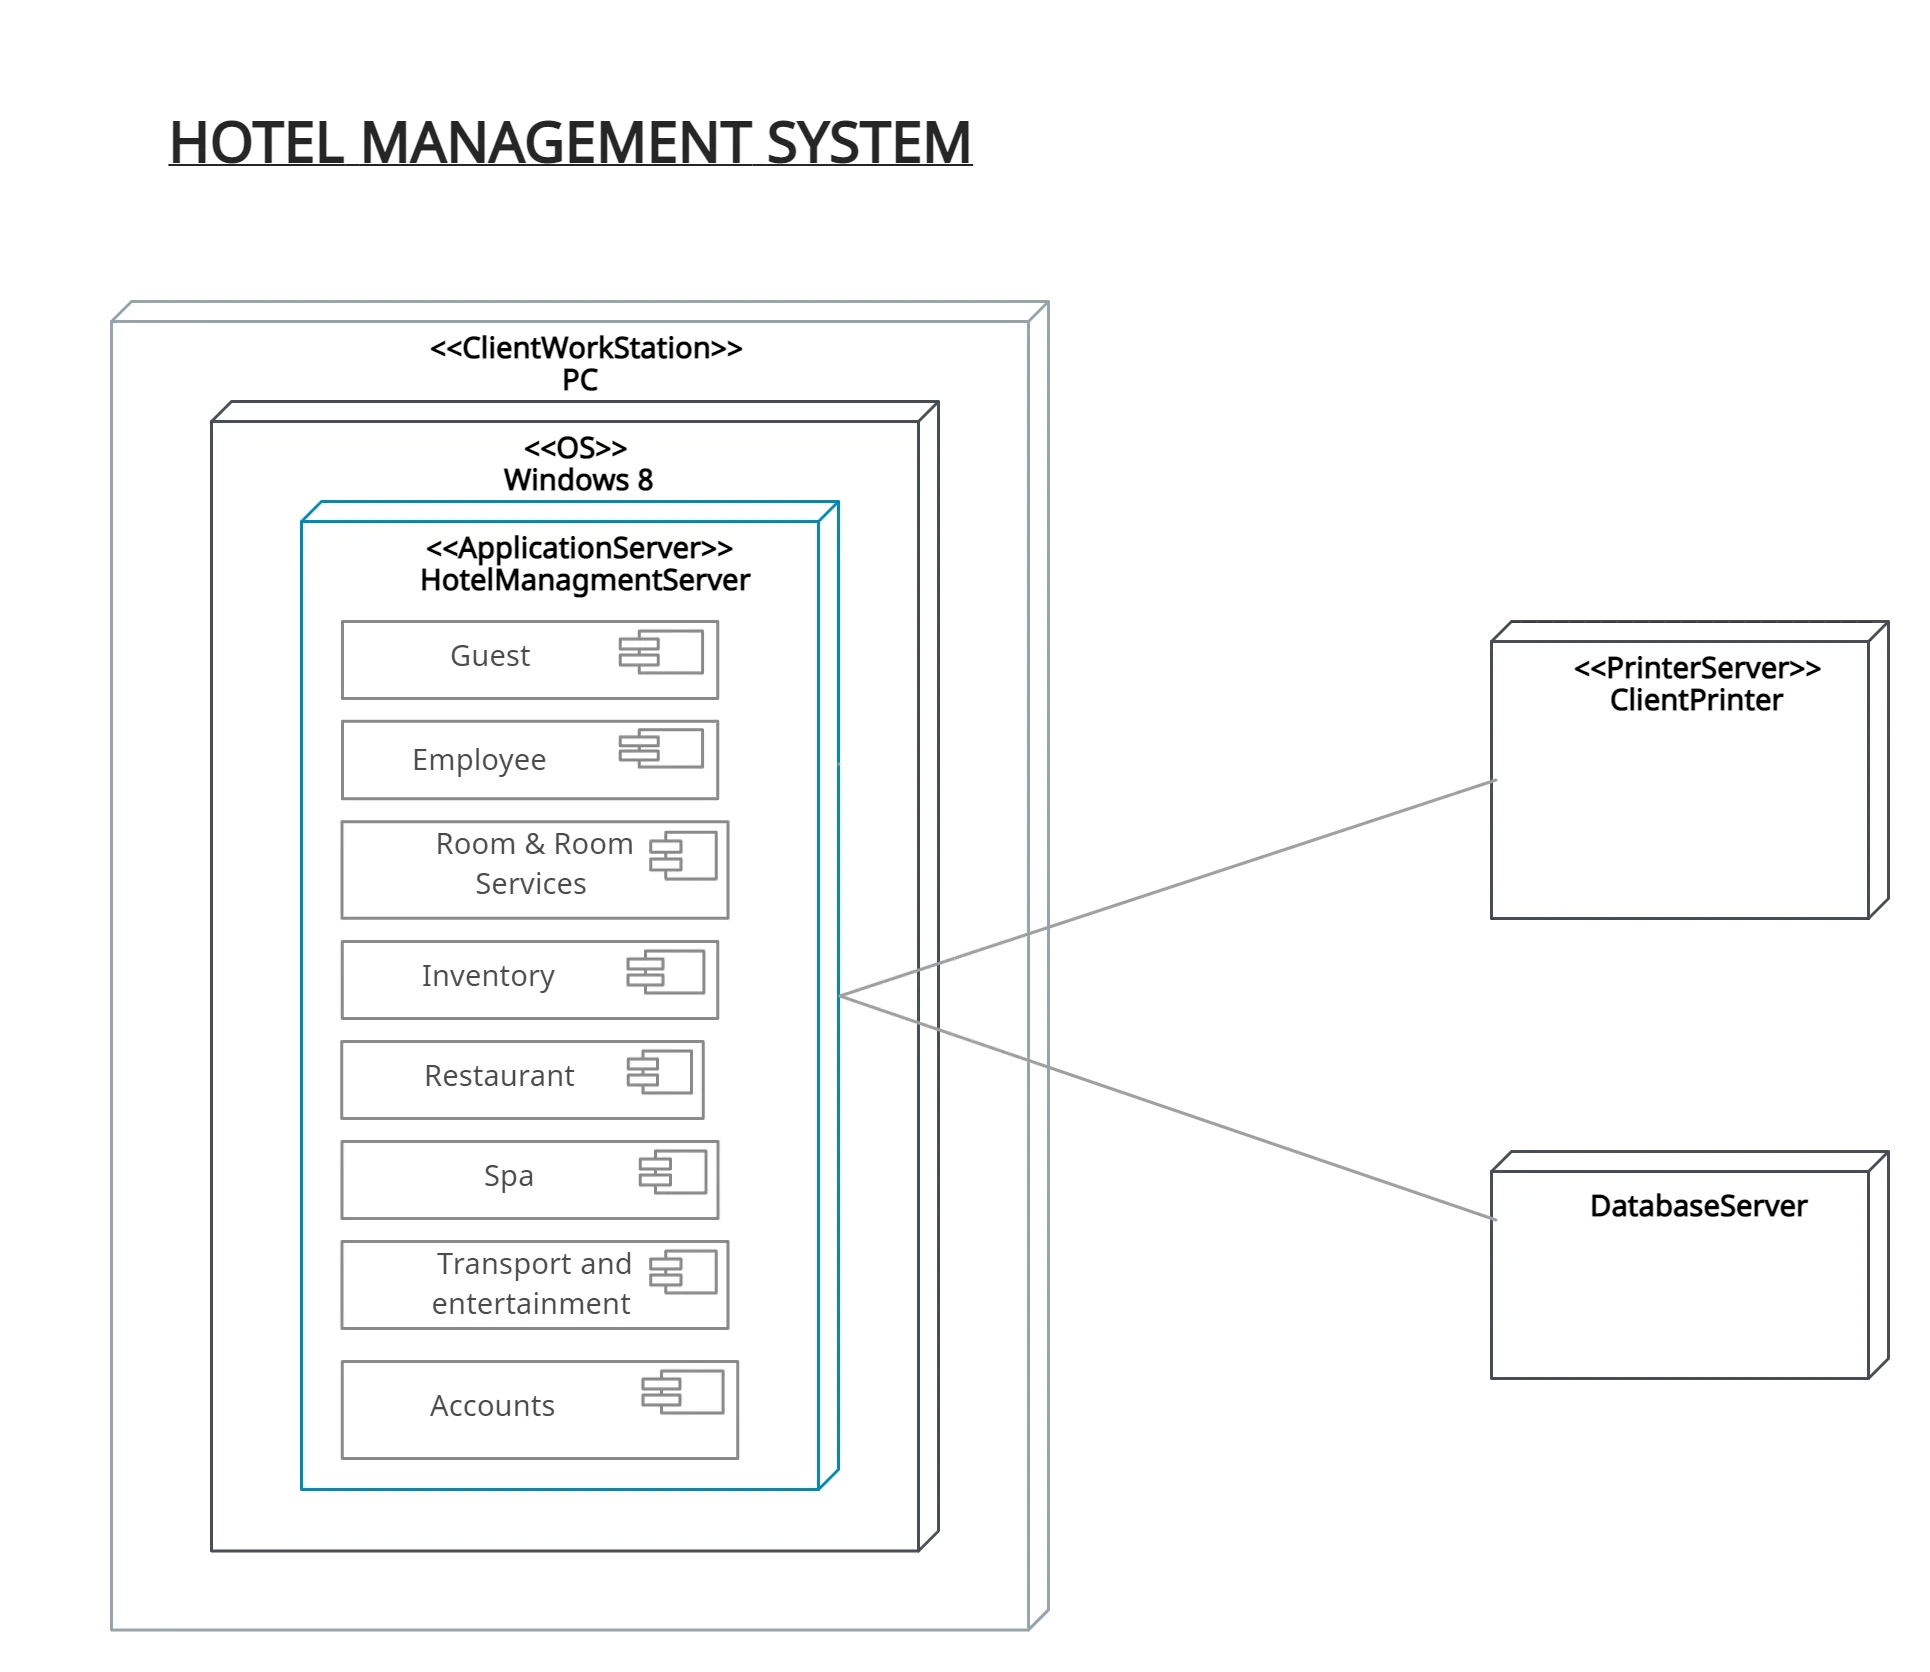 HOTEL MANAGEMENT SYSTEM
<<ClientWorkStation>>
PC
<<OS>>
Windows 8
<<ApplicationServer>>
HotelManagmentServer
Guest
Employee
Room & Room
Services
Inventory
Restaurant
Spa
Transport and
entertainment
Accounts
<<PrinterServer>>
ClientPrinter
DatabaseServer